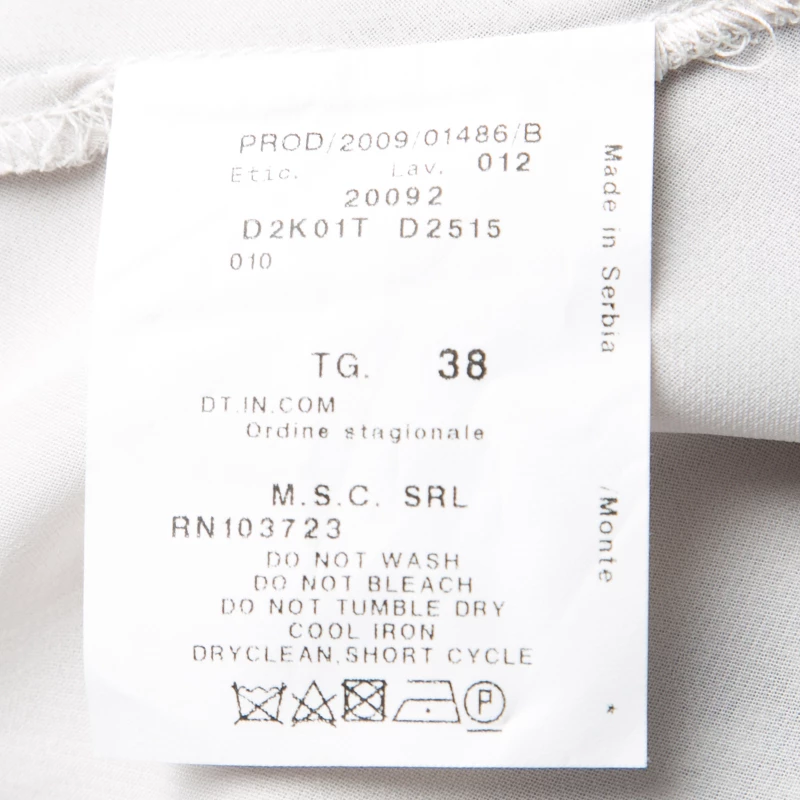 PROD/2009/01486/B
Etic. Lav. 012
20092
D2K01T D2515
010
TG. 38
DT.IN.COM
Ordine stagionale
M.S.C. SRL
RN103723
DO NOT WASH
DO NOT BLEACH
DO NOT TUMBLE DRY
COOL IRON
DRYCLEAN,SHORT CYCLE
P
Made in Serbia /Monte *